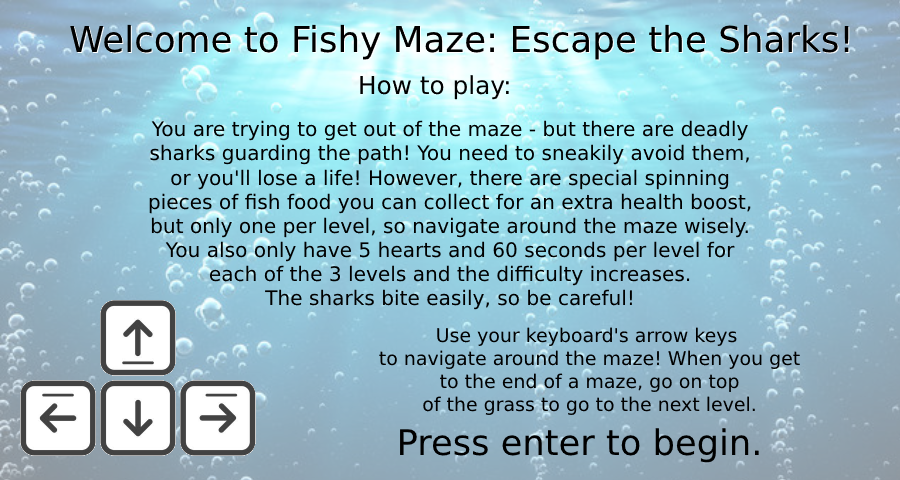 Welcome to Fishy Maze: Escape the Sharks!
How to play:
You are trying to get out of the maze - but there are deadly
sharks guarding the path! You need to sneakily avoid them,
or you'll lose a life! However, there are special spinning
pieces of fish food you can collect for an extra health boost,
but only one per level, so navigate around the maze wisely.
You also only have 5 hearts and 60 seconds per level for
each of the 3 levels and the difficulty increases.
The sharks bite easily, so be careful!
Use your keyboard's arrow keys
to navigate around the maze! When you get
to the end of a maze, go on top
of the grass to go to the next level.
Press enter to begin.